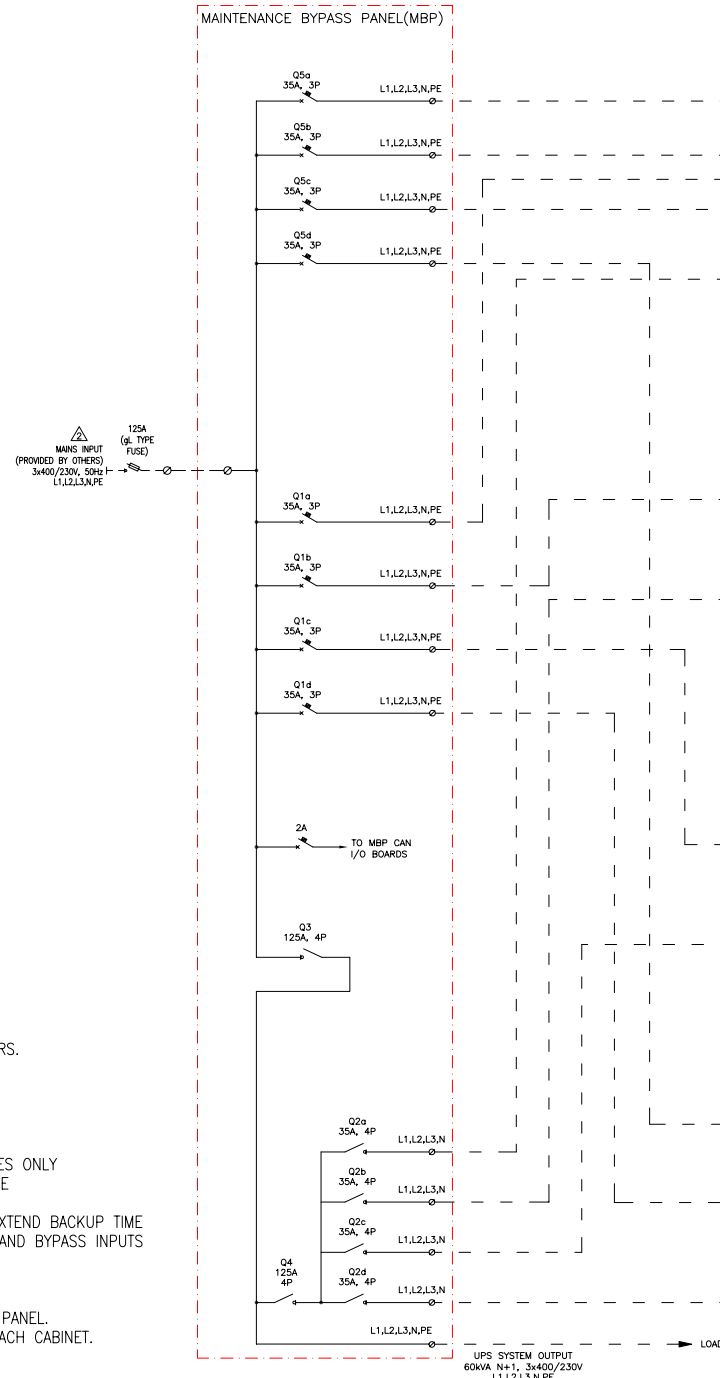 MAINTENANCE BYPASS PANEL(MBP)
Q5a
35A, 3P
L1,L2,L3,N,PE
Q5b
35A, 3P
L1,L2,L3,N,PE
Q5c
35A, 3P
L1,L2,L3,N,PE
Q5d
35A, 3P
L1,L2,L3,N,PE
2
MAINS INPUT
(PROVIDED BY OTHERS)
3x400/230V, 50Hz
L1,L2,L3,N,PE
125A
(gL TYPE
FUSE)
Q1a
35A, 3P
L1,L2,L3,N,PE
Q1b
35A, 3P
L1,L2,L3,N,PE
Q1c
35A, 3P
L1,L2,L3,N,PE
Q1d
35A, 3P
L1,L2,L3,N,PE
2A
TO MBP CAN
I/O BOARDS
Q3
125A, 4P
RS.
ES ONLY
E
XTEND BACKUP TIME
AND BYPASS INPUTS
PANEL.
ACH CABINET.
Q2a
35A, 4P
L1,L2,L3,N
Q2b
35A, 4P
L1,L2,L3,N
Q2c
35A, 4P
L1,L2,L3,N
Q4
125A
4P
Q2d
35A, 4P
L1,L2,L3,N
L1,L2,L3,N,PE
LOAD
UPS SYSTEM OUTPUT
60kVA N+1, 3x400/230V
L1,L2,L3,N,PE